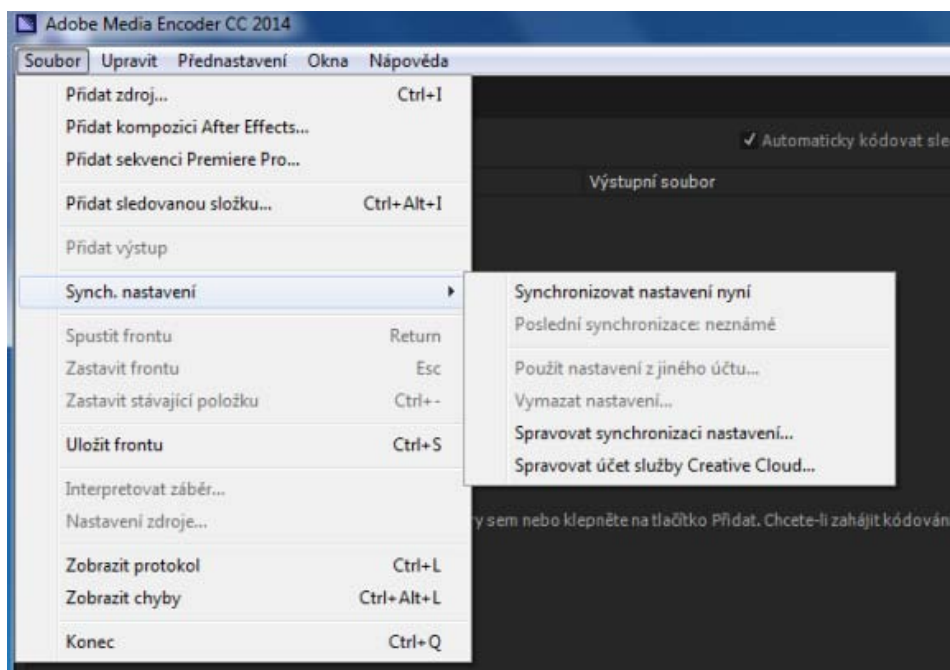 Adobe Media Encoder CC 2014
Soubor Upravit Přednastavení Okna Nápověda
Přidat zdroj... Ctrl+I
Přidat kompozici After Effects...
Přidat sekvenci Premiere Pro...
Přidat sledovanou složku... Ctrl+Alt+I
Přidat výstup
Synch. nastavení
Spustit frontu Return
Zastavit frontu Esc
Zastavit stávající položku Ctrl+-
Uložit frontu Ctrl+S
Interpretovat záběr...
Nastavení zdroje...
Zobrazit protokol Ctrl+L
Zobrazit chyby Ctrl+Alt+L
Konec Ctrl+Q
Automaticky kódovat sle
Výstupní soubor
Synchronizovat nastavení nyní
Poslední synchronizace: neznámé
Použít nastavení z jiného účtu...
Vymazat nastavení...
Spravovat synchronizaci nastavení...
Spravovat účet služby Creative Cloud...
y sem nebo klepněte na tlačítko Přidat. Chcete-li zahájit kódován